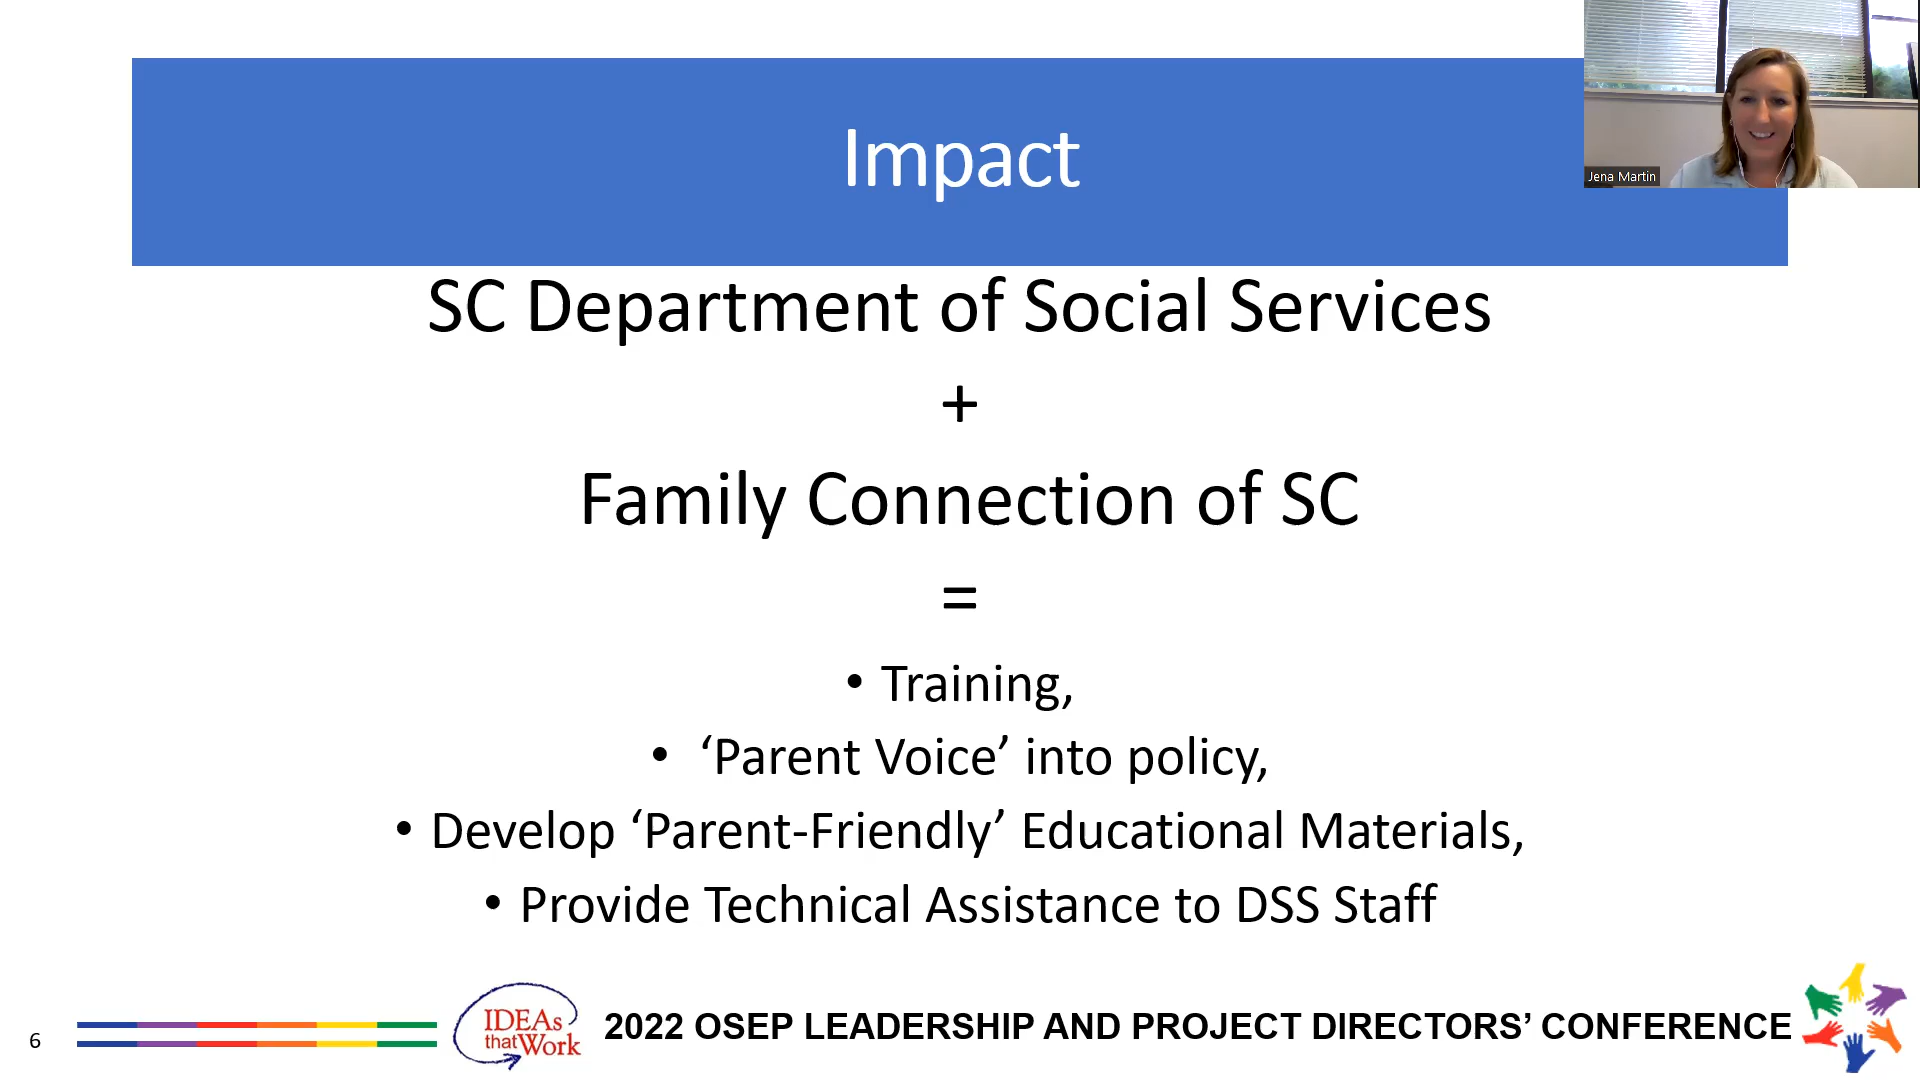 Impact
Jena Martin
SC Department of Social Services
+
Family Connection of SC
=
• Training,
• ‘Parent Voice’ into policy,
• Develop ‘Parent-Friendly’ Educational Materials,
• Provide Technical Assistance to DSS Staff
6
IDEAs
that Work
2022 OSEP LEADERSHIP AND PROJECT DIRECTORS’ CONFERENCE